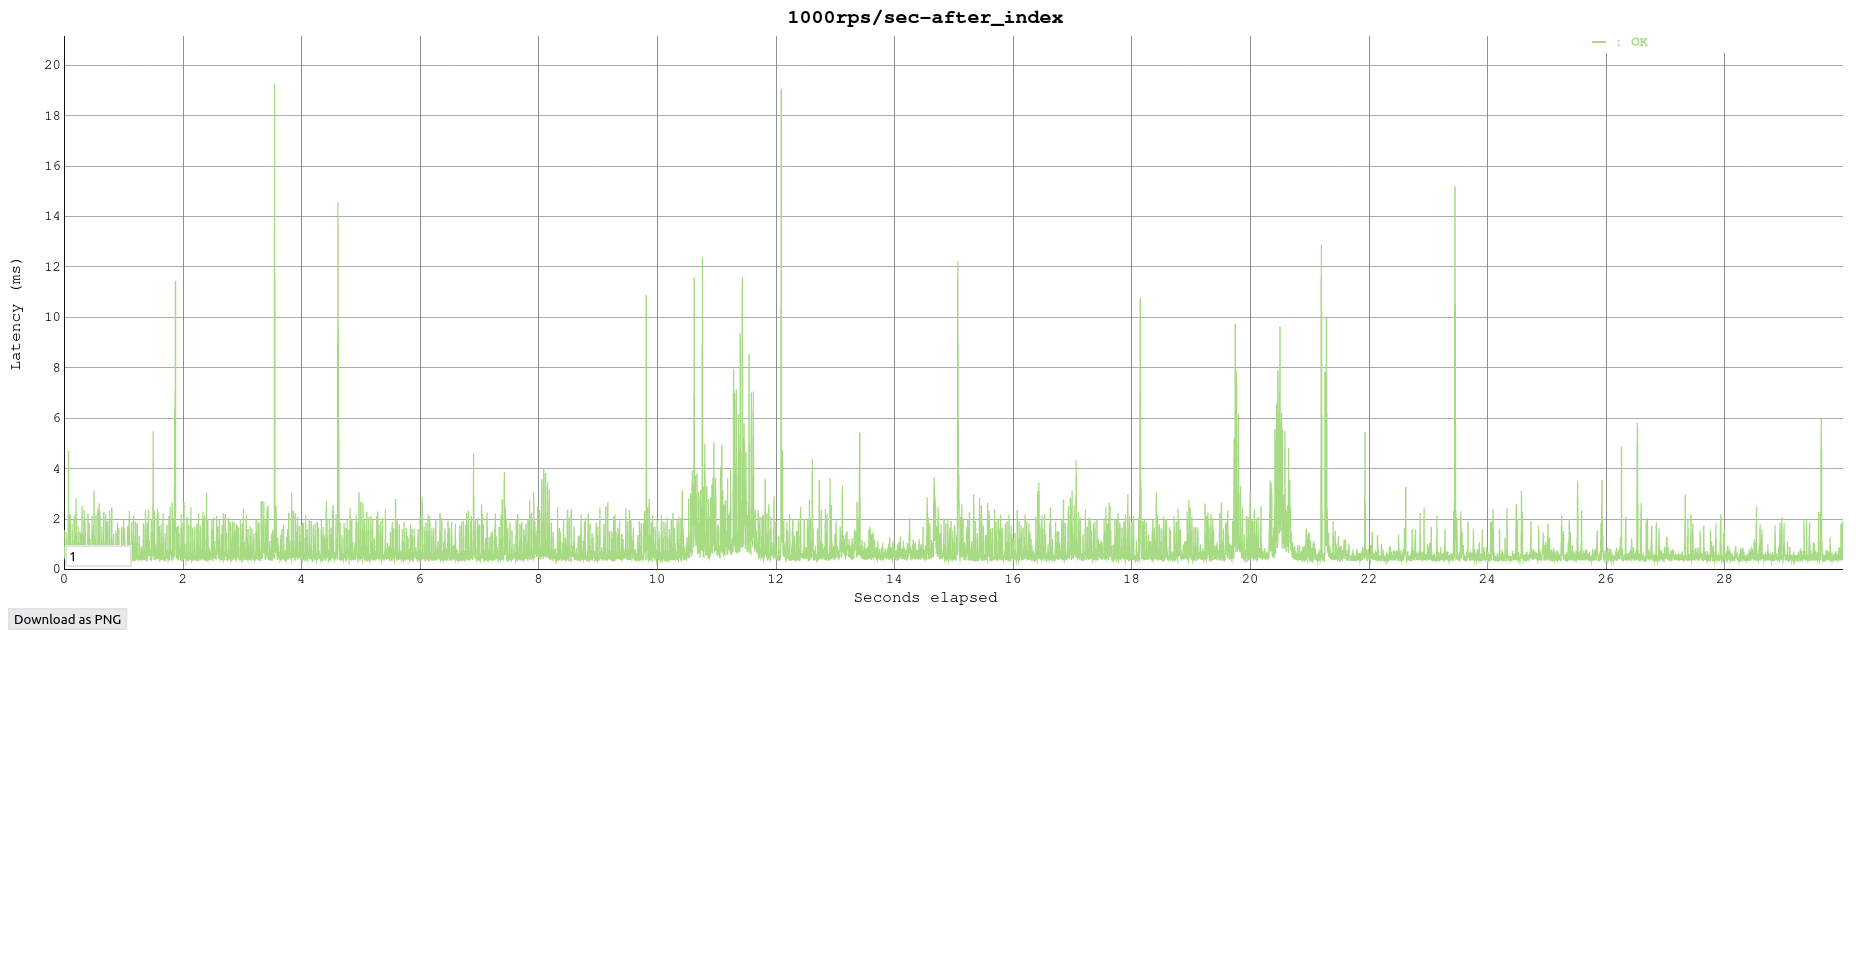 1000rps/sec-after_index
: OK
20
18
16
14
12
10
8
6
4
2
0
Latency (ms)
1
0 2 4 6 8 10 12 14 16 18 20 22 24 26 28
Seconds elapsed
Download as PNG